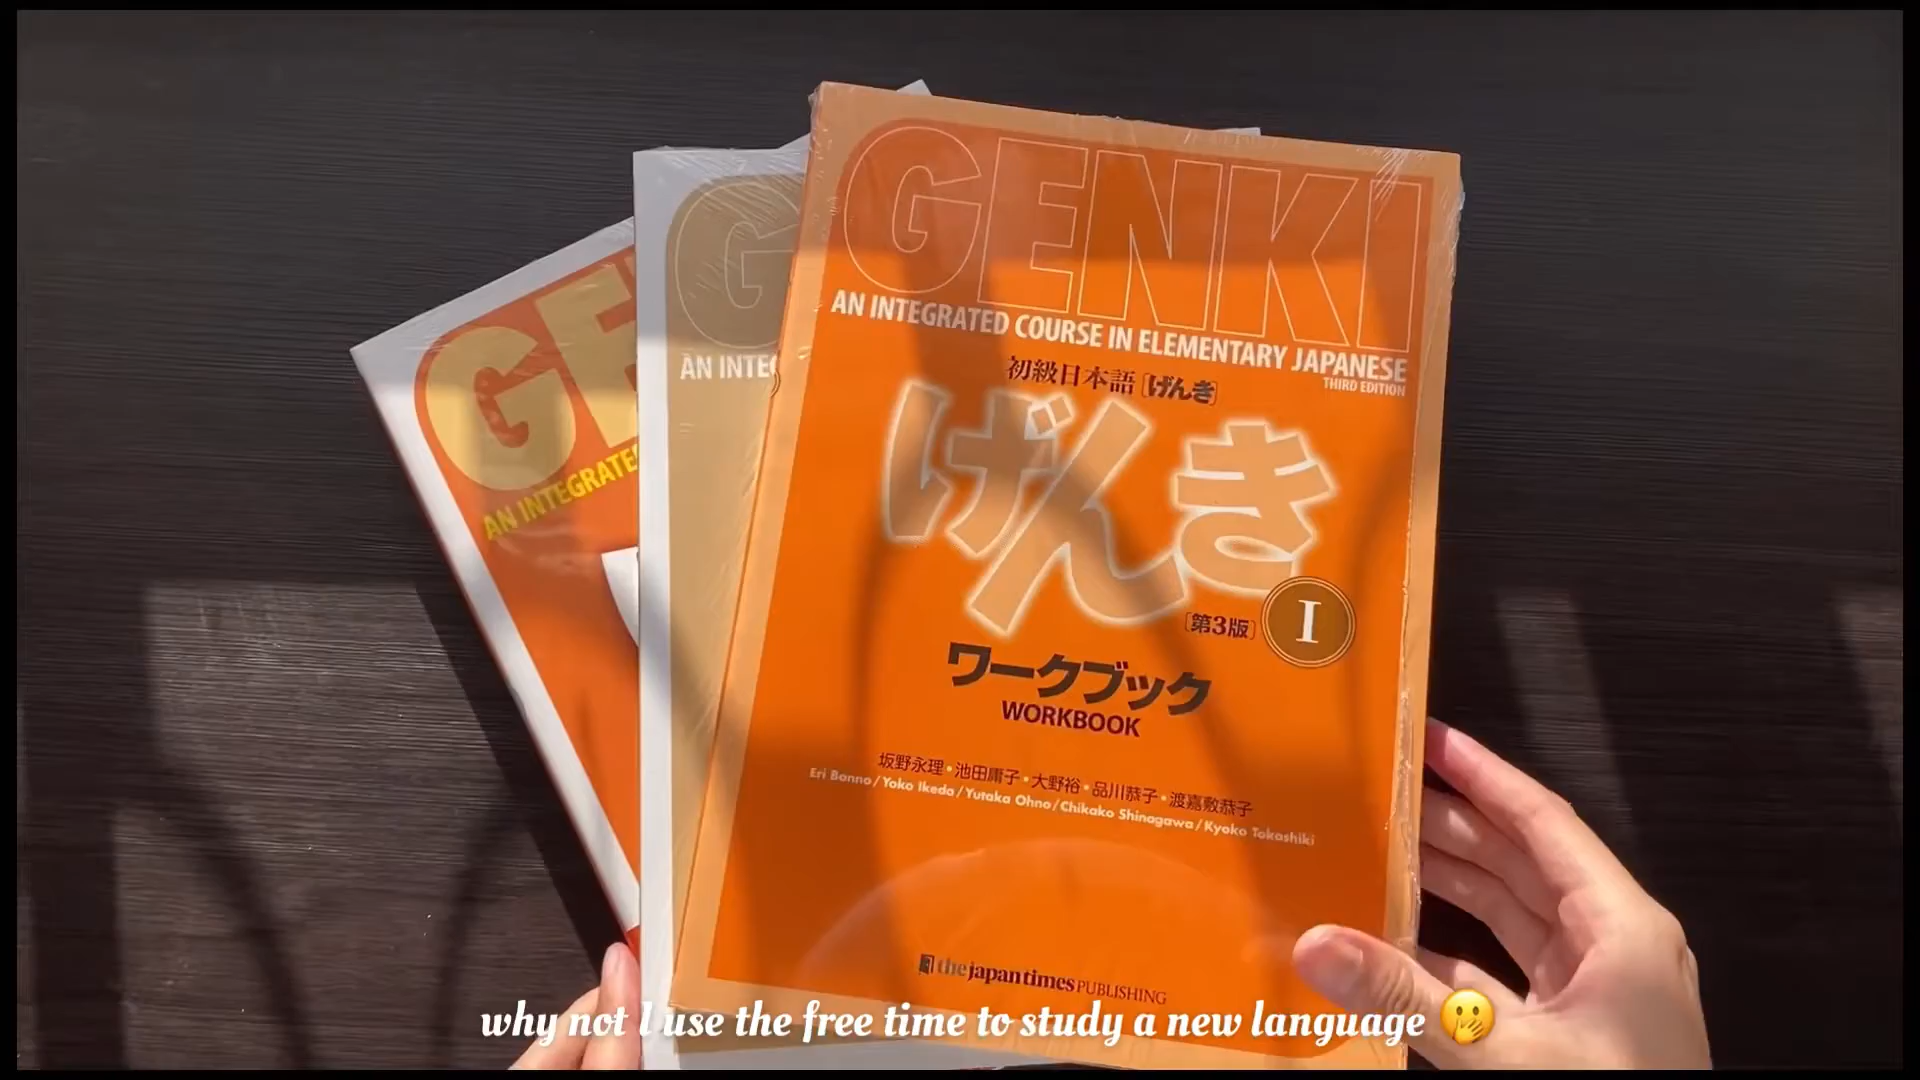 GENKI
AN INTEGRATED COURSE IN ELEMENTARY JAPANESE
THIRD EDITION
初級日本語[げんき]
げんき
[第3版]
I
ワークブック
WORKBOOK
坂野永理・池田庸子・大野裕・品川恭子・渡嘉敷恭子
Eri Banno/Yoko Ikeda/Yutaka Ohno/Chikako Shinagawa/Kyoko Tokashiki
the japan times PUBLISHING
G
AN INTEG
GE
AN INTEGRATE
why not I use the free time to study a new language 🤭